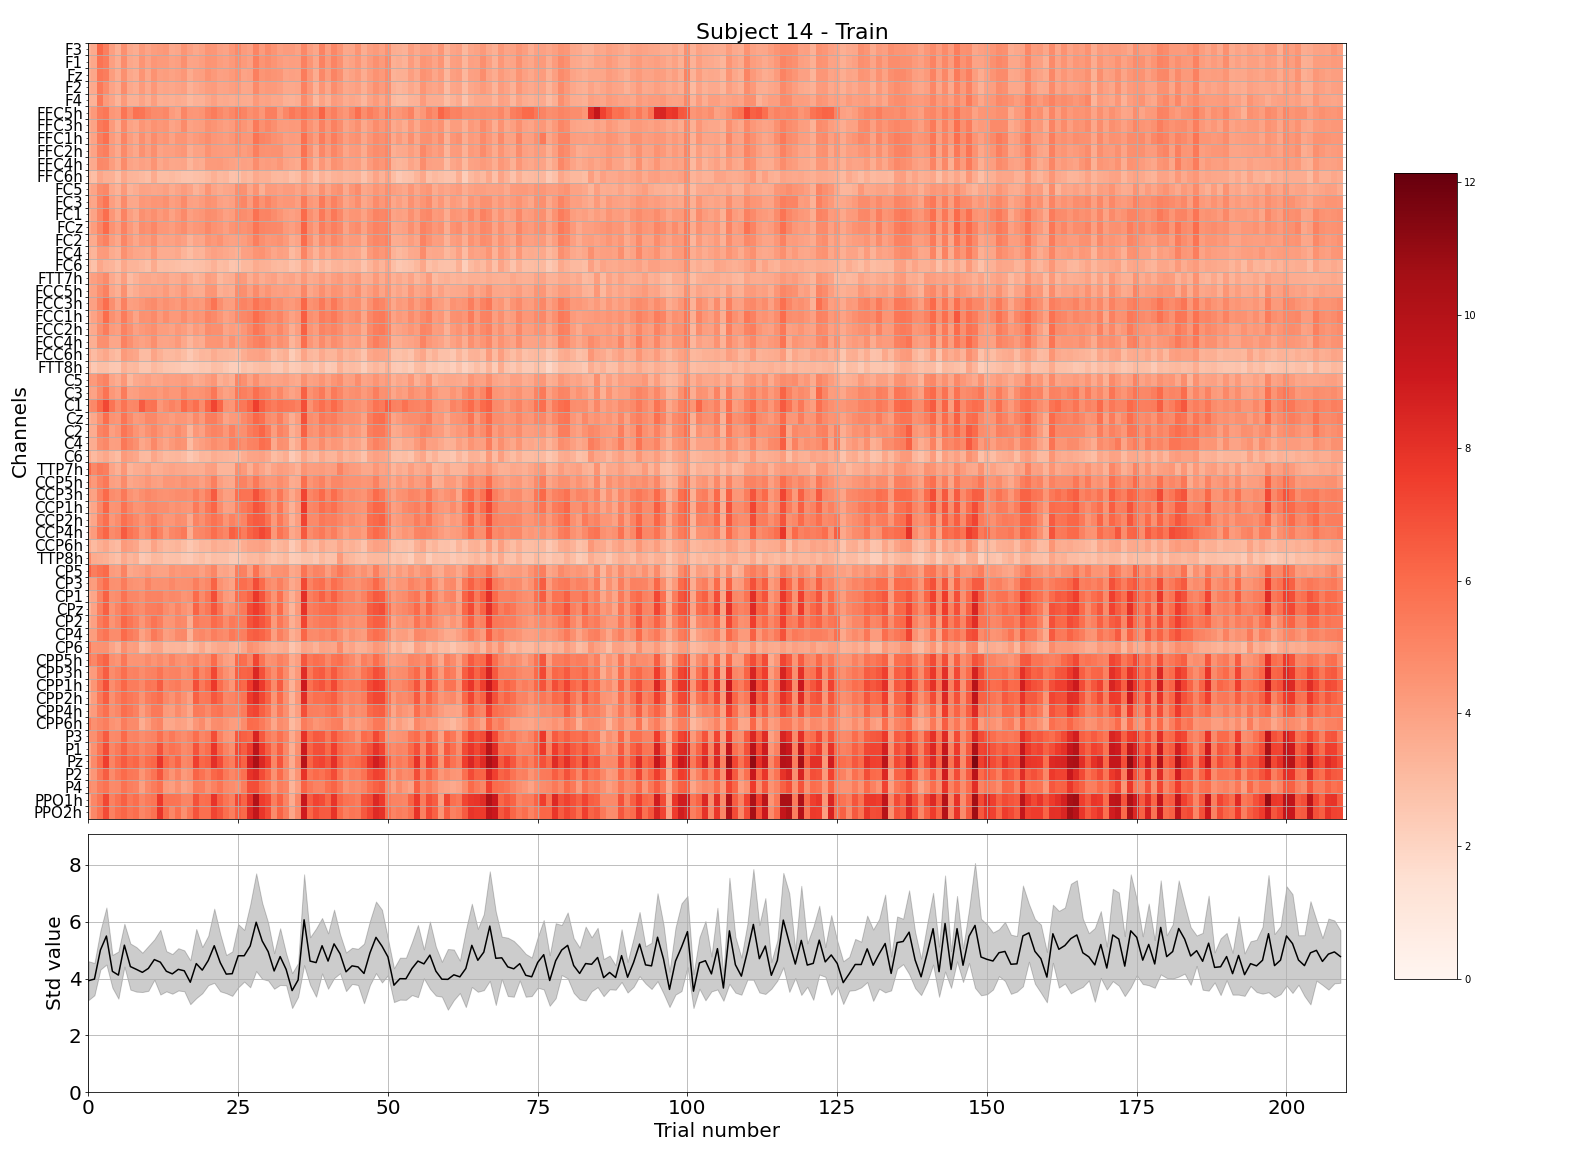 Subject 14 - Train
F3
F1
Fz
F2
F4
FFC5h
FFC3h
FFC1h
FFC2h
FFC4h
FFC6h
FC5
FC3
FC1
FCz
FC2
FC4
FC6
FTT7h
FCC5h
FCC3h
FCC1h
FCC2h
FCC4h
FCC6h
FTT8h
C5
C3
C1
Cz
C2
C4
C6
TTP7h
CCP5h
CCP3h
CCP1h
CCP2h
CCP4h
CCP6h
TTP8h
CP5
CP3
CP1
CPz
CP2
CP4
CP6
CPP5h
CPP3h
CPP1h
CPP2h
CPP4h
CPP6h
P3
P1
Pz
P2
P4
PPO1h
PPO2h
Channels
12
10
8
6
4
2
0
8
6
4
2
0
Std value
0 25 50 75 100 125 150 175 200
Trial number